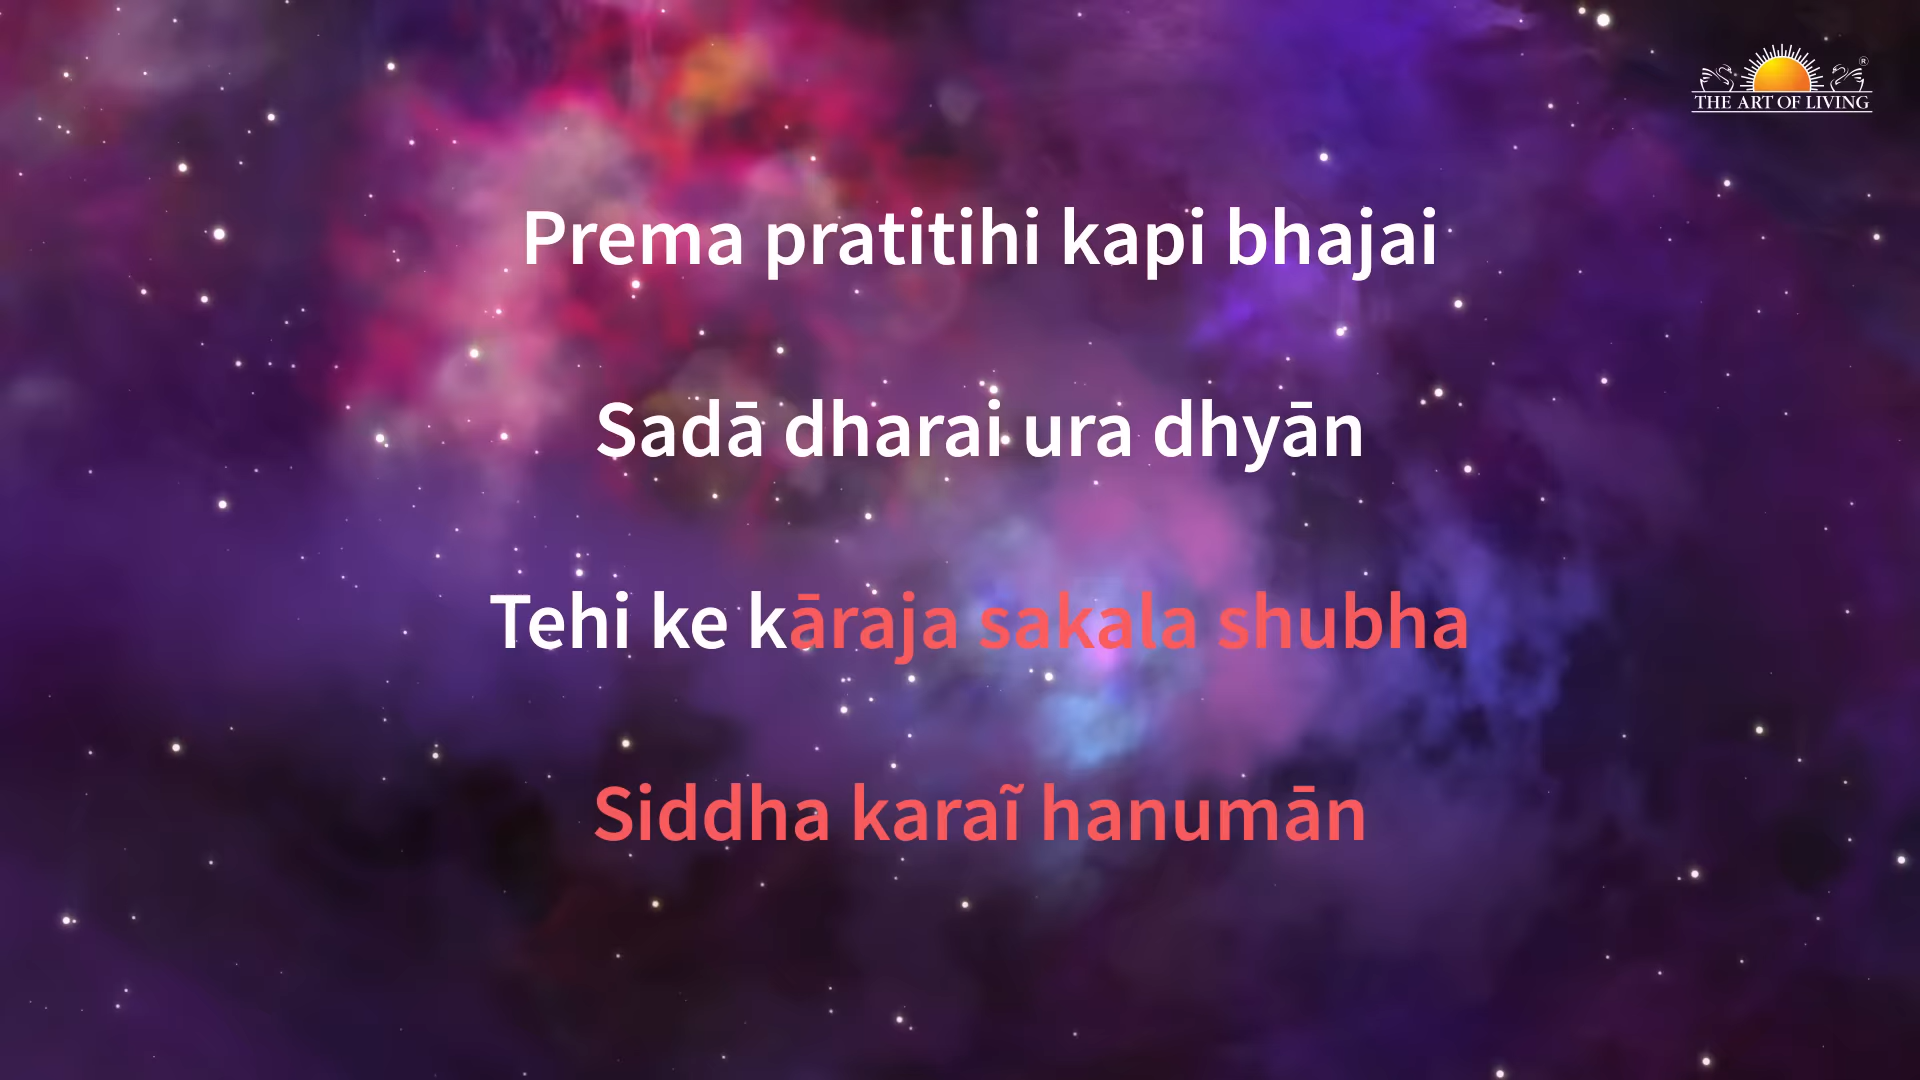 THE ART OF LIVING
Prema pratitihi kapi bhajai
Sadā dharai ura dhyān
Tehi ke kāraja sakala shubha
Siddha karaĩ hanumān